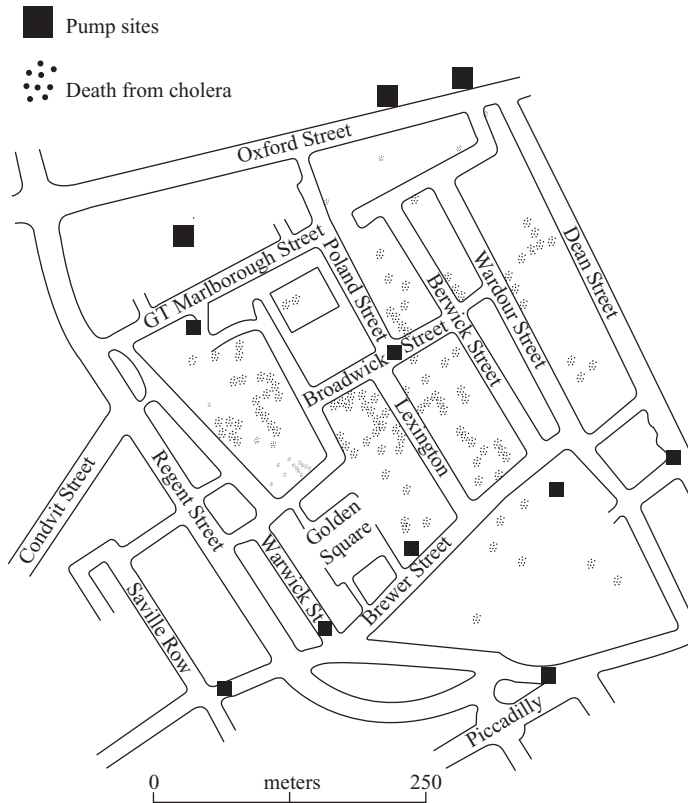 Pump sites
Death from cholera
Oxford Street
GT Marlborough Street
Poland Street
Berwick Street
Wardour Street
Dean Street
Broadwick Street
Lexington
Condvit Street
Regent Street
Golden
Square
Warwick St.
Brewer Street
Saville Row
Piccadilly
0 meters 250